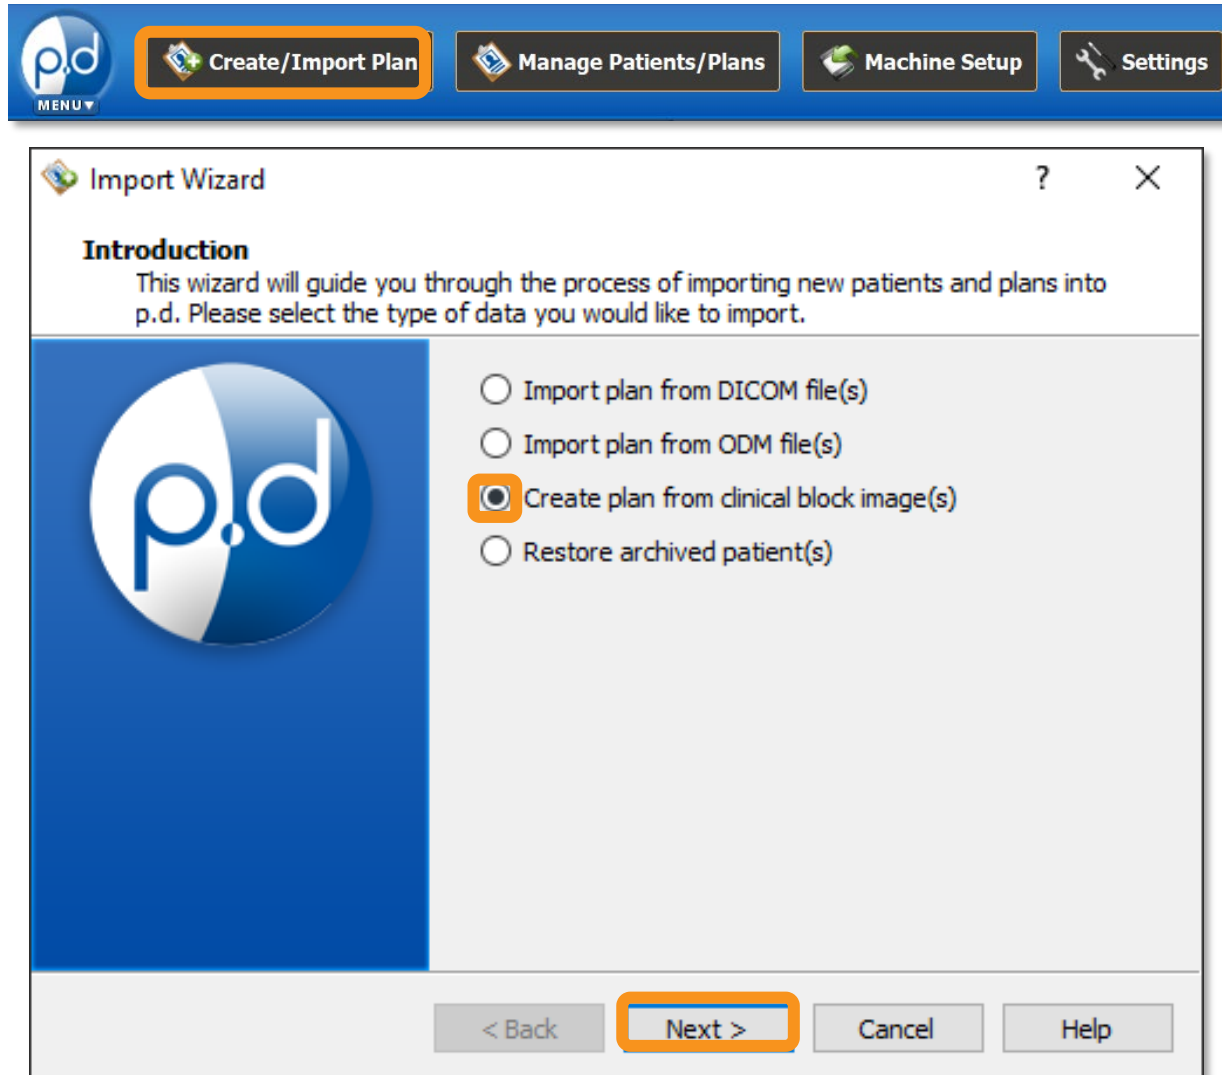 p.d
MENU▼
Create/Import Plan
Manage Patients/Plans
Machine Setup
Settings
Import Wizard
?
Introduction
This wizard will guide you through the process of importing new patients and plans into
p.d. Please select the type of data you would like to import.
p.d
Import plan from DICOM file(s)
Import plan from ODM file(s)
Create plan from clinical block image(s)
Restore archived patient(s)
< Back
Next >
Cancel
Help